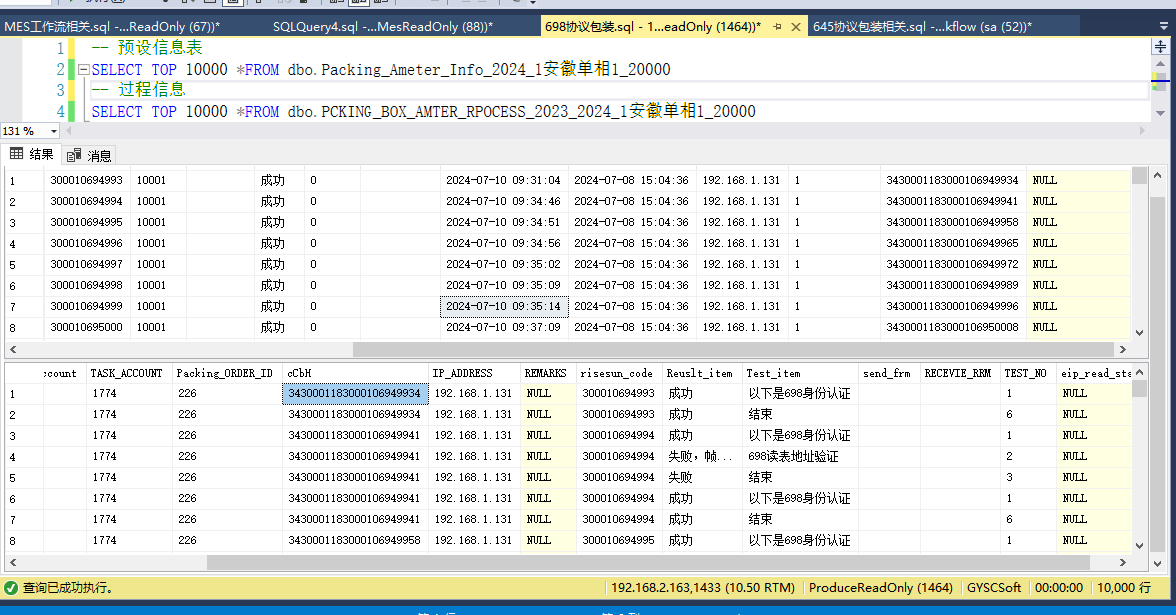 MES工作流相关.sql -...ReadOnly (67))* SQLQuery4.sql -...MesReadOnly (88))* 698协议包装.sql - 1...eadOnly (1464))* 645协议包装相关.sql -...kflow (sa (52))*
1 -- 预设信息表
2 SELECT TOP 10000 *FROM dbo.Packing_Ameter_Info_2024_1安徽单相1_20000
3 -- 过程信息
4 SELECT TOP 10000 *FROM dbo.PCKING_BOX_AMTER_RPOCESS_2023_2024_1安徽单相1_20000
131 %
结果 消息
1 300010694993 10001 成功 0 2024-07-10 09:31:04 2024-07-08 15:04:36 192.168.1.131 1 3430001183000106949934 NULL
2 300010694994 10001 成功 0 2024-07-10 09:34:46 2024-07-08 15:04:36 192.168.1.131 1 3430001183000106949941 NULL
3 300010694995 10001 成功 0 2024-07-10 09:34:51 2024-07-08 15:04:36 192.168.1.131 1 3430001183000106949958 NULL
4 300010694996 10001 成功 0 2024-07-10 09:34:56 2024-07-08 15:04:36 192.168.1.131 1 3430001183000106949965 NULL
5 300010694997 10001 成功 0 2024-07-10 09:35:02 2024-07-08 15:04:36 192.168.1.131 1 3430001183000106949972 NULL
6 300010694998 10001 成功 0 2024-07-10 09:35:09 2024-07-08 15:04:36 192.168.1.131 1 3430001183000106949989 NULL
7 300010694999 10001 成功 0 2024-07-10 09:35:14 2024-07-08 15:04:36 192.168.1.131 1 3430001183000106949996 NULL
8 300010695000 10001 成功 0 2024-07-10 09:37:09 2024-07-08 15:04:36 192.168.1.131 1 3430001183000106950008 NULL
count TASK_ACCOUNT Packing_ORDER_ID cCbH IP_ADDRESS REMARKS risesun_code Reuslt_item Test_item send_frm RECEVIE_RRM TEST_NO eip_read_sta
1 1774 226 3430001183000106949934 192.168.1.131 NULL 300010694993 成功 以下是698身份认证 1 NULL
2 1774 226 3430001183000106949934 192.168.1.131 NULL 300010694993 成功 结束 6 NULL
3 1774 226 3430001183000106949941 192.168.1.131 NULL 300010694994 成功 以下是698身份认证 1 NULL
4 1774 226 3430001183000106949941 192.168.1.131 NULL 300010694994 失败，帧... 698读表地址验证 2 NULL
5 1774 226 3430001183000106949941 192.168.1.131 NULL 300010694994 失败 结束 3 NULL
6 1774 226 3430001183000106949941 192.168.1.131 NULL 300010694994 成功 以下是698身份认证 1 NULL
7 1774 226 3430001183000106949941 192.168.1.131 NULL 300010694994 成功 结束 6 NULL
8 1774 226 3430001183000106949958 192.168.1.131 NULL 300010694995 成功 以下是698身份认证 1 NULL
查询已成功执行。 192.168.2.163,1433 (10.50 RTM) ProduceReadOnly (1464) GYSCSoft 00:00:00 10,000 行